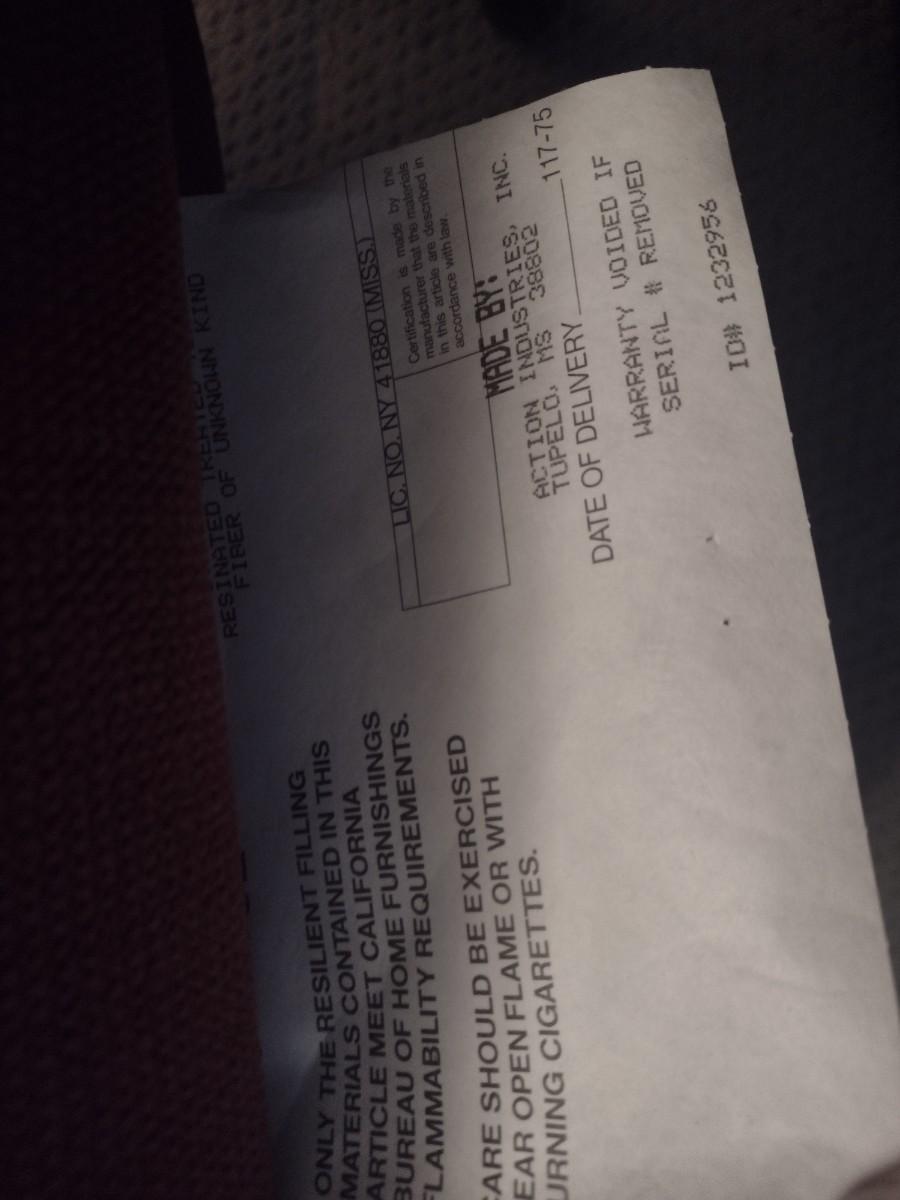 RESINATED TREATED,
FIBER OF UNKNOWN KIND
LIC. NO. NY 41880 (MISS.)
Certification is made by the
manufacturer that the materials
in this article are described in
accordance with law.
MADE BY:
ACTION INDUSTRIES, INC.
TUPELO, MS 38802
117-75
DATE OF DELIVERY
WARRANTY VOIDED IF
SERIAL # REMOVED
ID# 1232956
ONLY THE RESILIENT FILLING
MATERIALS CONTAINED IN THIS
ARTICLE MEET CALIFORNIA
BUREAU OF HOME FURNISHINGS
FLAMMABILITY REQUIREMENTS.
ARE SHOULD BE EXERCISED
EAR OPEN FLAME OR WITH
URNING CIGARETTES.